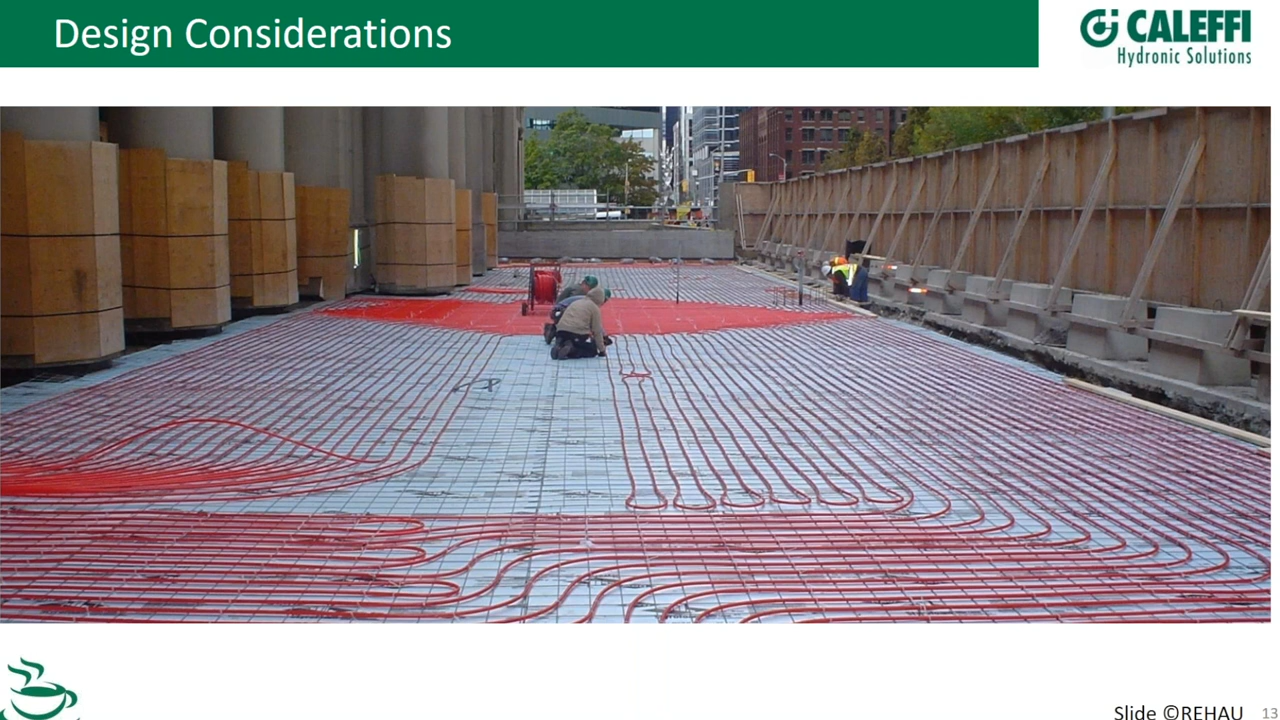 Design Considerations
CALEFFI
Hydronic Solutions
Slide ©REHAU
13